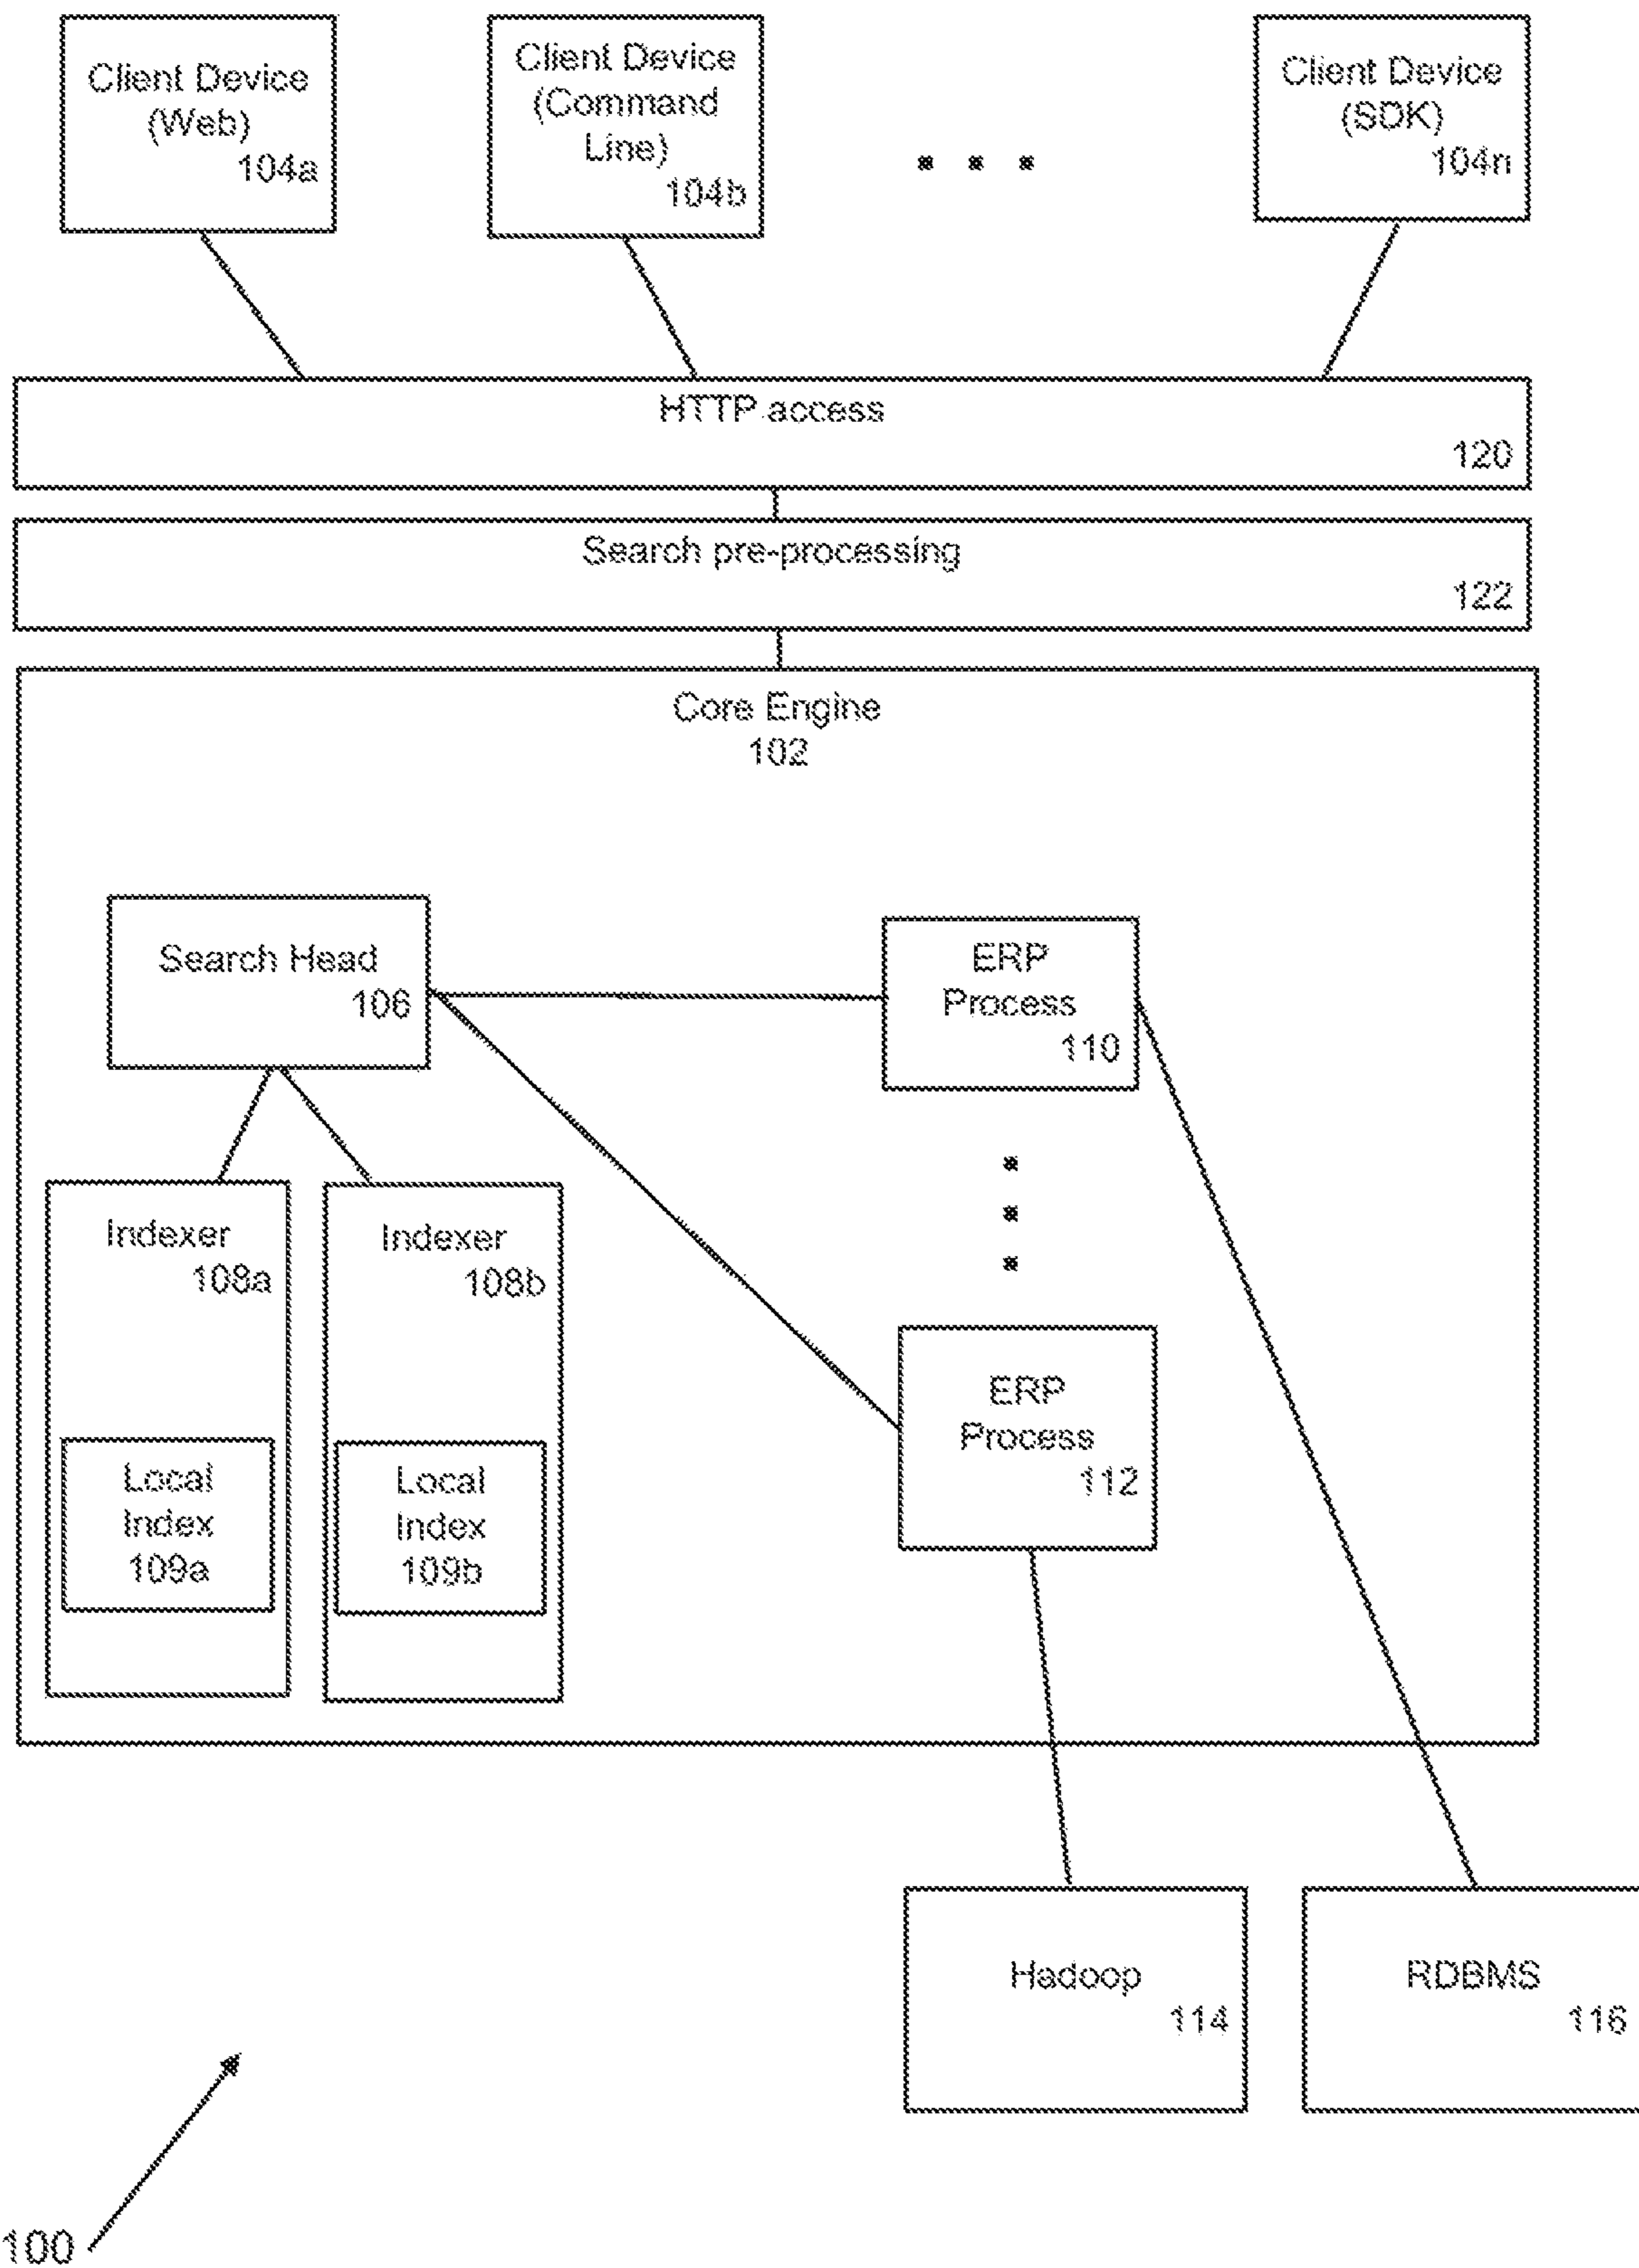 Client Device
(Web)
104a
Client Device
(Command
Line)
104b
Client Device
(SDK)
104n
HTTP access
120
Search pre-processing
122
Core Engine
102
Search Head
106
ERP
Process
110
Indexer
108a
Indexer
108b
ERP
Process
112
Local
Index
109a
Local
Index
109b
Hadoop
114
RDBMS
116
100